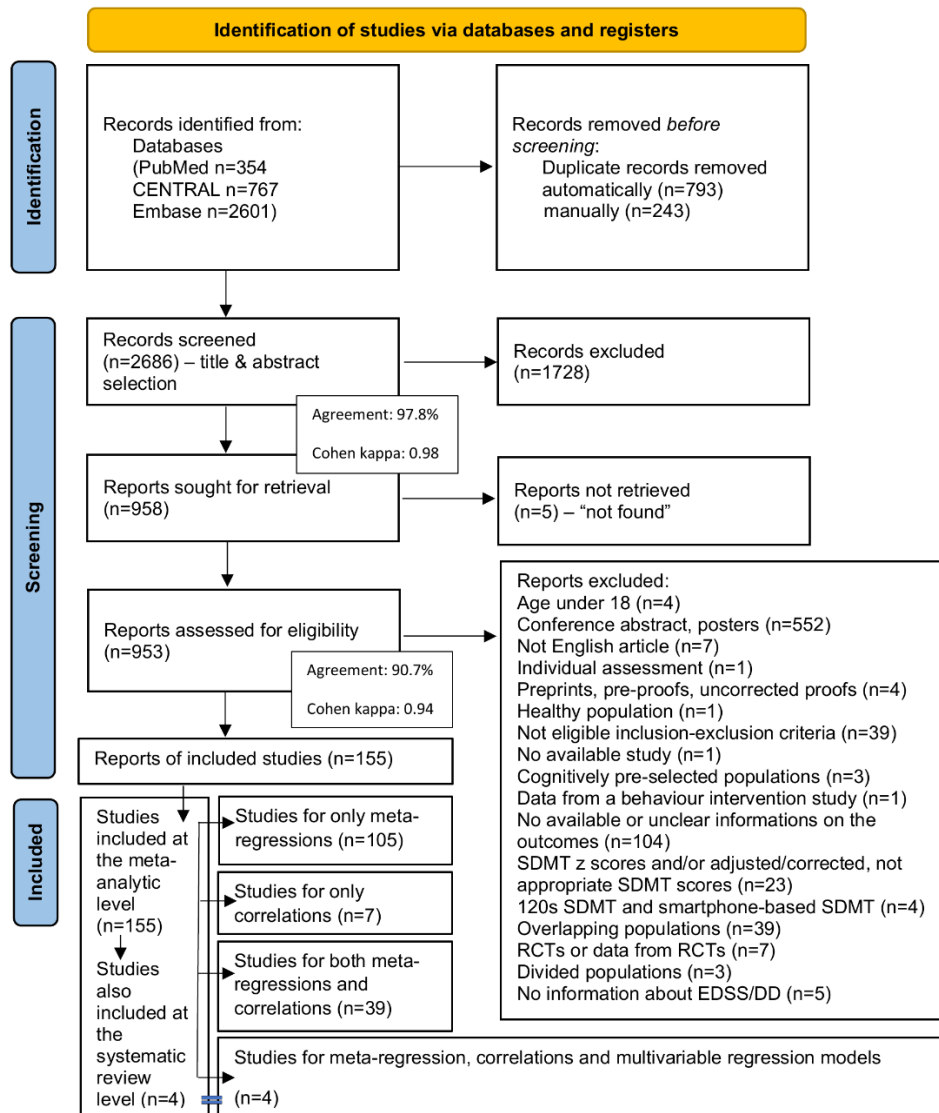 Identification of studies via databases and registers
Identification
Records identified from:
Databases
(PubMed n=354
CENTRAL n=767
Embase n=2601)
Records removed before
screening:
Duplicate records removed
automatically (n=793)
manually (n=243)
Screening
Records screened
(n=2686) – title & abstract
selection
Records excluded
(n=1728)
Agreement: 97.8%
Cohen kappa: 0.98
Reports sought for retrieval
(n=958)
Reports not retrieved
(n=5) – “not found”
Reports assessed for eligibility
(n=953)
Agreement: 90.7%
Cohen kappa: 0.94
Reports excluded:
Age under 18 (n=4)
Conference abstract, posters (n=552)
Not English article (n=7)
Individual assessment (n=1)
Preprints, pre-proofs, uncorrected proofs (n=4)
Healthy population (n=1)
Not eligible inclusion-exclusion criteria (n=39)
No available study (n=1)
Cognitively pre-selected populations (n=3)
Data from a behaviour intervention study (n=1)
No available or unclear informations on the
outcomes (n=104)
SDMT z scores and/or adjusted/corrected, not
appropriate SDMT scores (n=23)
120s SDMT and smartphone-based SDMT (n=4)
Overlapping populations (n=39)
RCTs or data from RCTs (n=7)
Divided populations (n=3)
No information about EDSS/DD (n=5)
Reports of included studies (n=155)
Included
Studies
included at
the meta-
analytic
level
(n=155)
Studies
also
included at
the
systematic
review
level (n=4)
Studies for only meta-
regressions (n=105)
Studies for only
correlations (n=7)
Studies for both meta-
regressions and
correlations (n=39)
Studies for meta-regression, correlations and multivariable regression models
(n=4)